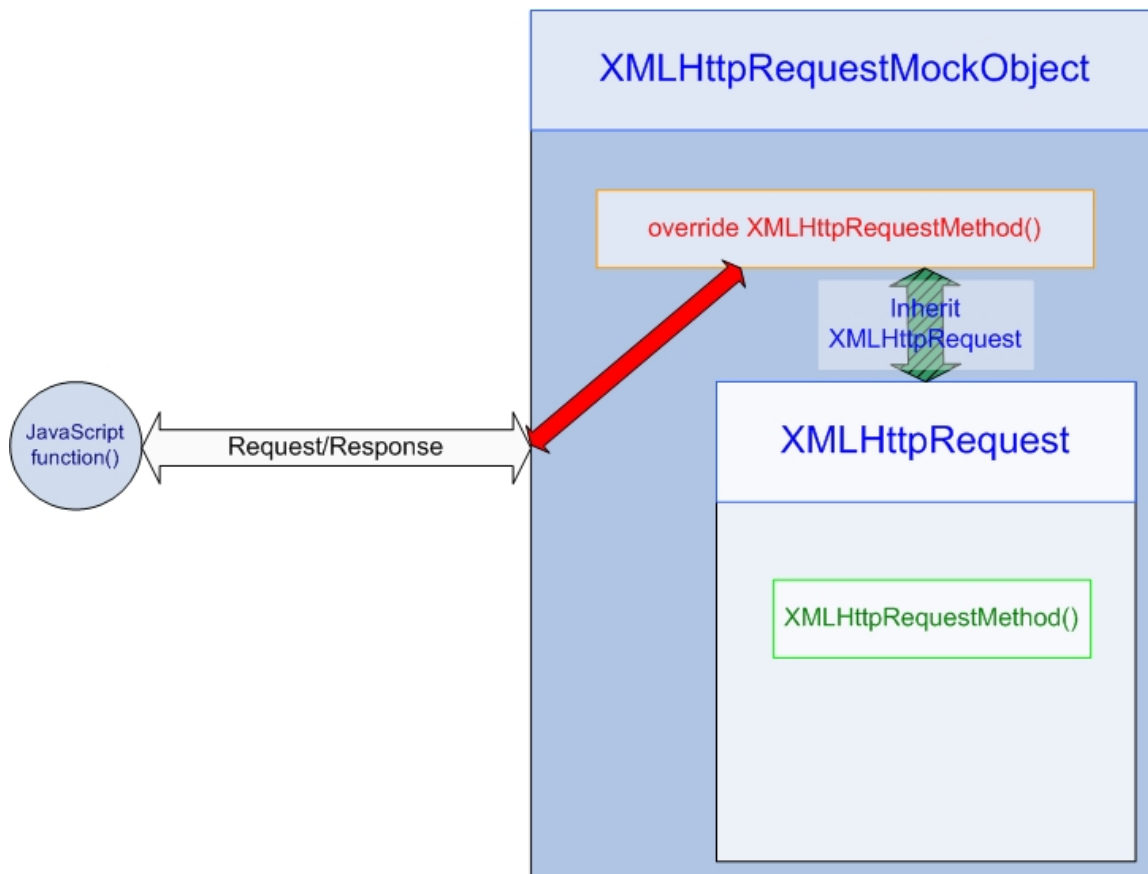 XMLHttpRequestMockObject
override XMLHttpRequestMethod()
Inherit
XMLHttpRequest
JavaScript
function()
Request/Response
XMLHttpRequest
XMLHttpRequestMethod()